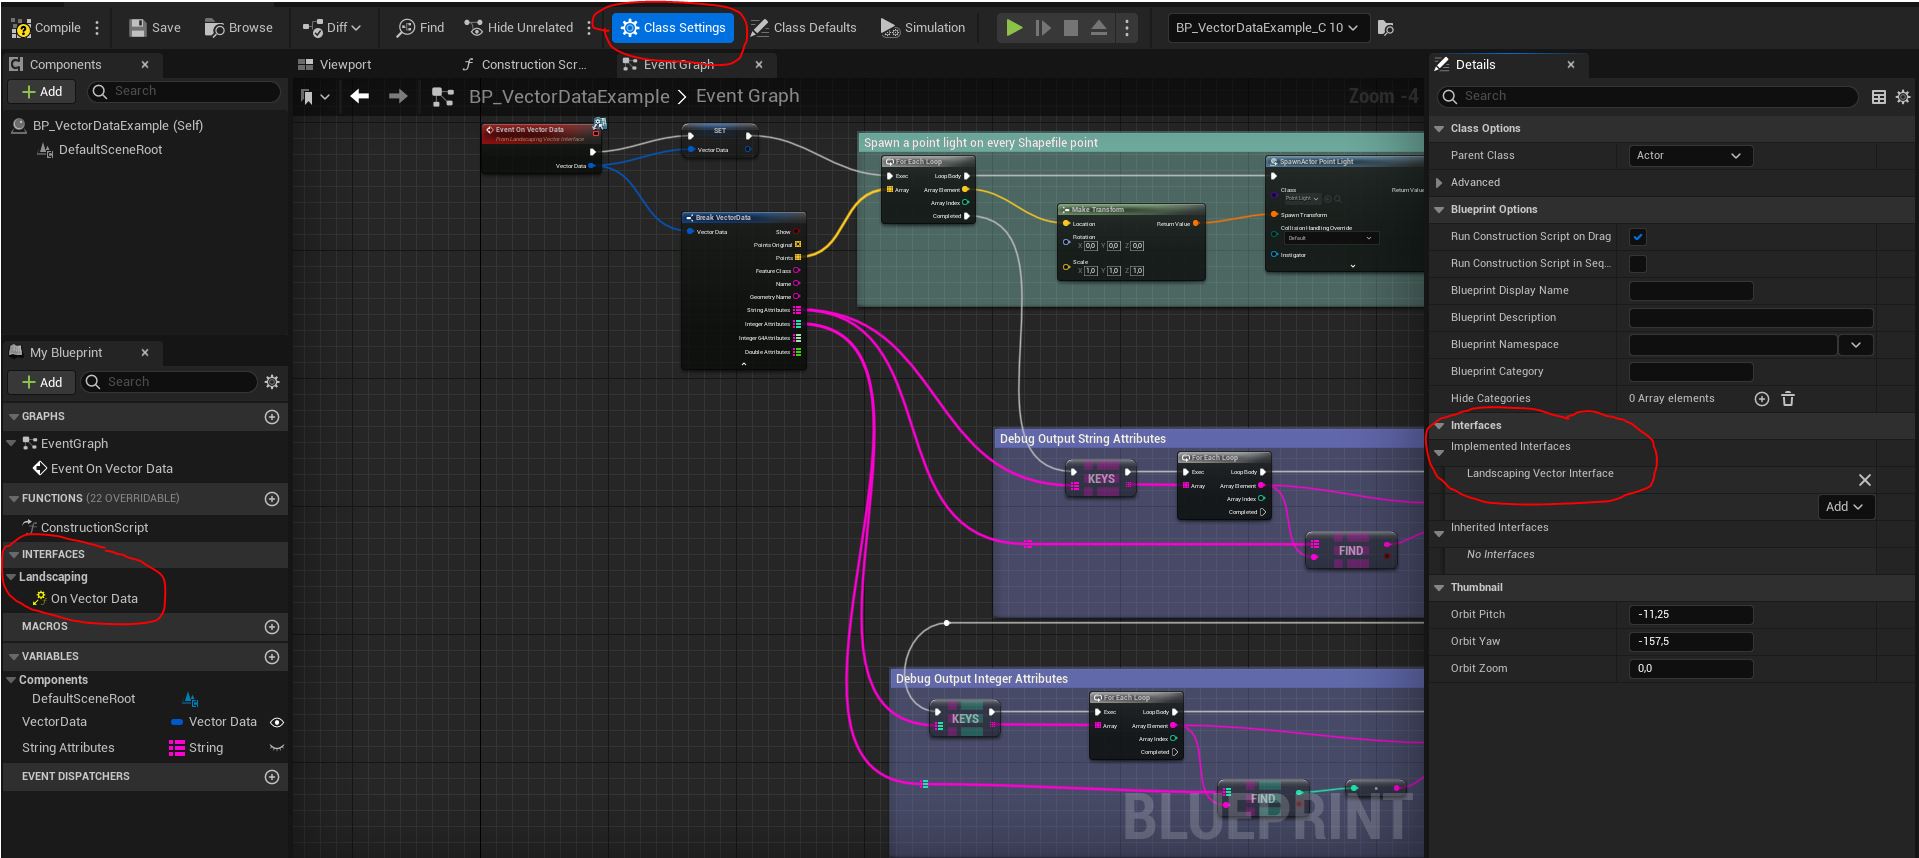 Compile
Save
Browse
Diff
Find
Hide Unrelated
Class Settings
Class Defaults
Simulation
BP_VectorDataExample_C 10
Components
Add
Search
BP_VectorDataExample (Self)
DefaultSceneRoot
My Blueprint
Add
Search
GRAPHS
EventGraph
Event On Vector Data
FUNCTIONS (22 OVERRIDABLE)
ConstructionScript
INTERFACES
Landscaping
On Vector Data
MACROS
VARIABLES
Components
DefaultSceneRoot
VectorData Vector Data
String Attributes String
EVENT DISPATCHERS
Viewport
Construction Scr...
Event Graph
BP_VectorDataExample > Event Graph
Zoom -4
Event On Vector Data
From Landscaping Vector Interface
Vector Data
SET
Vector Data
Break VectorData
Vector Data
Show
Points Original
Points
Feature Class
Name
Geometry Name
String Attributes
Integer Attributes
Integer 64Attributes
Double Attributes
Spawn a point light on every Shapefile point
For Each Loop
Exec Loop Body
Array Array Element
Array Index
Completed
Make Transform
Location Return Value
Rotation
X 0,0 Y 0,0 Z 0,0
Scale
X 1,0 Y 1,0 Z 1,0
SpawnActor Point Light
Class
Point Light
Return Value
Spawn Transform
Collision Handling Override
Default
Instigator
Debug Output String Attributes
KEYS
For Each Loop
Exec Loop Body
Array Array Element
Array Index
Completed
FIND
Debug Output Integer Attributes
KEYS
For Each Loop
Exec Loop Body
Array Array Element
Array Index
Completed
FIND
BLUEPRINT
Details
Search
Class Options
Parent Class Actor
Advanced
Blueprint Options
Run Construction Script on Drag
Run Construction Script in Seq...
Blueprint Display Name
Blueprint Description
Blueprint Namespace
Blueprint Category
Hide Categories 0 Array elements
Interfaces
Implemented Interfaces
Landscaping Vector Interface
Add
Inherited Interfaces
No Interfaces
Thumbnail
Orbit Pitch -11,25
Orbit Yaw -157,5
Orbit Zoom 0,0